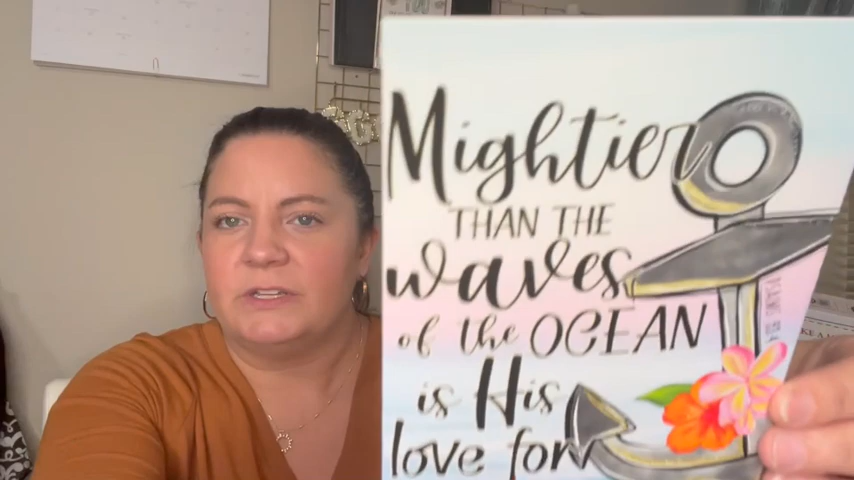 Mightier
THAN THE
waves
of the OCEAN
is His
love for